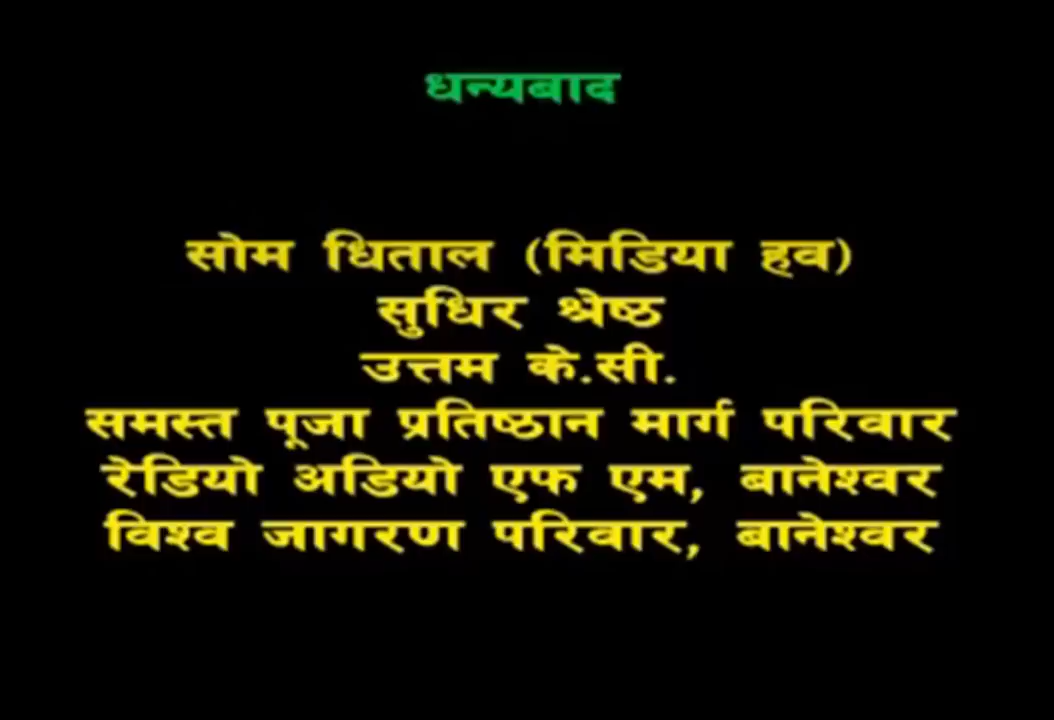 धन्यबाद
सोम धिताल (मिडिया हव)
सुधिर श्रेष्ठ
उत्तम के.सी.
समस्त पूजा प्रतिष्ठान मार्ग परिवार
रेडियो अडियो एफ एम, बानेश्वर
विश्व जागरण परिवार, बानेश्वर